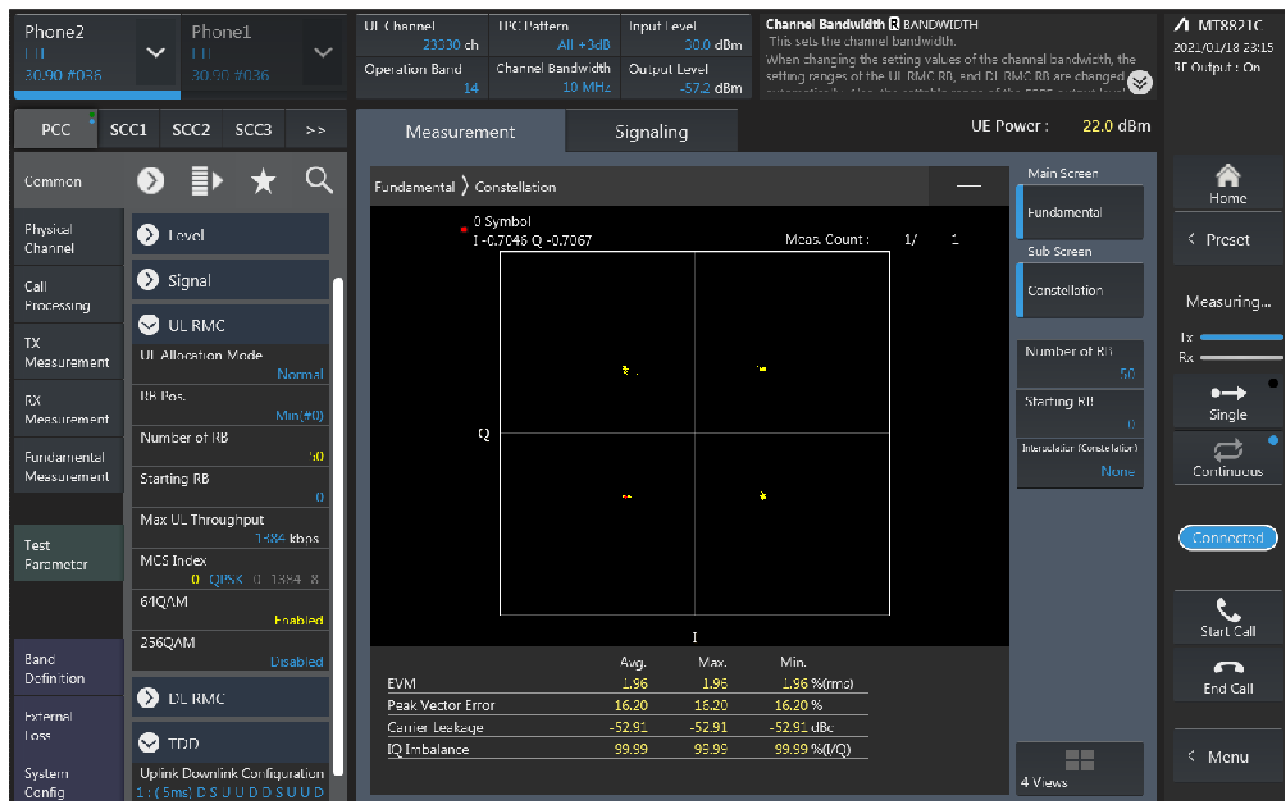 Phone2
LTE
30.90 #036
Phone1
LTE
30.90 #036
UL Channel
23330 ch
TPC Pattern
All +3dB
Input Level
30.0 dBm
Operation Band
14
Channel Bandwidth
10 MHz
Output Level
-57.2 dBm
Channel Bandwidth R BANDWIDTH
This sets the channel bandwidth.
When changing the setting values of the channel bandwidth, the
setting ranges of the UL RMC RB, and DL RMC RB are changed
MT8821C
2021/01/18 23:15
RF Output : On
PCC
SCC1
SCC2
SCC3
>>
Measurement
Signaling
UE Power : 22.0 dBm
Common
Physical
Channel
Call
Processing
TX
Measurement
RX
Measurement
Fundamental
Measurement
Test
Parameter
Band
Definition
External
Loss
System
Config
Level
Signal
UL RMC
UL Allocation Mode
Normal
RB Pos.
Min(#0)
Number of RB
50
Starting RB
0
Max UL Throughput
1384 kbps
MCS Index
0 QPSK 0 1384 8
64QAM
Enabled
256QAM
Disabled
DL RMC
TDD
Uplink Downlink Configuration
1 : ( 5ms) D S U U D D S U U D
Fundamental > Constellation
0 Symbol
I -0.7046 Q -0.7067
Meas. Count : 1/ 1
Q
I
Avg. Max. Min.
EVM 1.96 1.96 1.96 %(rms)
Peak Vector Error 16.20 16.20 16.20 %
Carrier Leakage -52.91 -52.91 -52.91 dBc
IQ Imbalance 99.99 99.99 99.99 %(I/Q)
Main Screen
Fundamental
Sub Screen
Constellation
Number of RB
50
Starting RB
0
Interpolation (Constellation)
None
4 Views
Home
< Preset
Measuring...
Tx
Rx
Single
Continuous
Connected
Start Call
End Call
< Menu